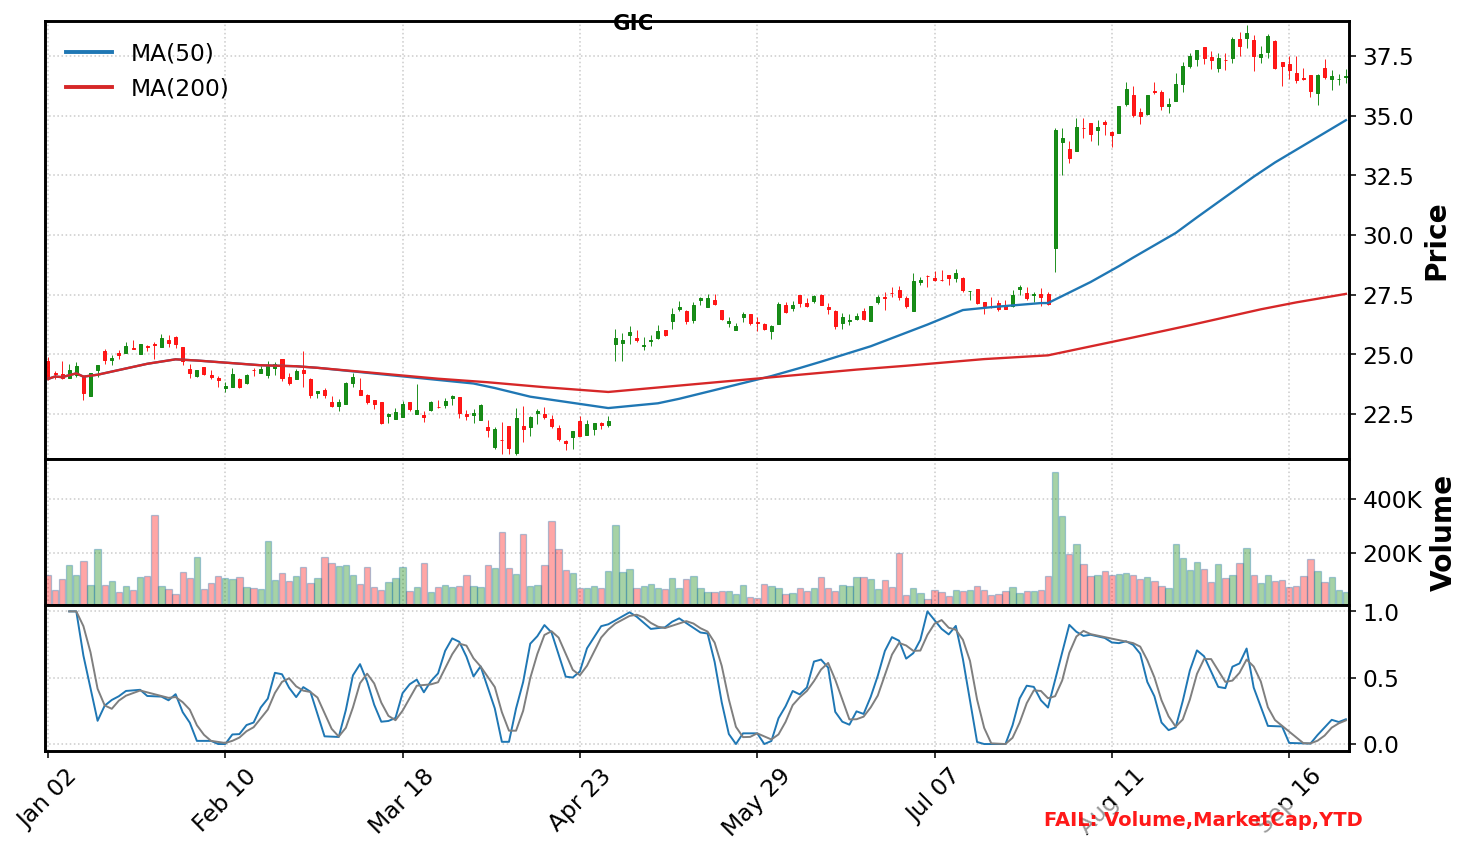 GIC
MA(50)
MA(200)
37.5
35.0
32.5
30.0
27.5
25.0
22.5
Price
400K
200K
Volume
1.0
0.5
0.0
Jan 02
Feb 10
Mar 18
Apr 23
May 29
Jul 07
Aug 11
Sep 16
FAIL: Volume,MarketCap,YTD